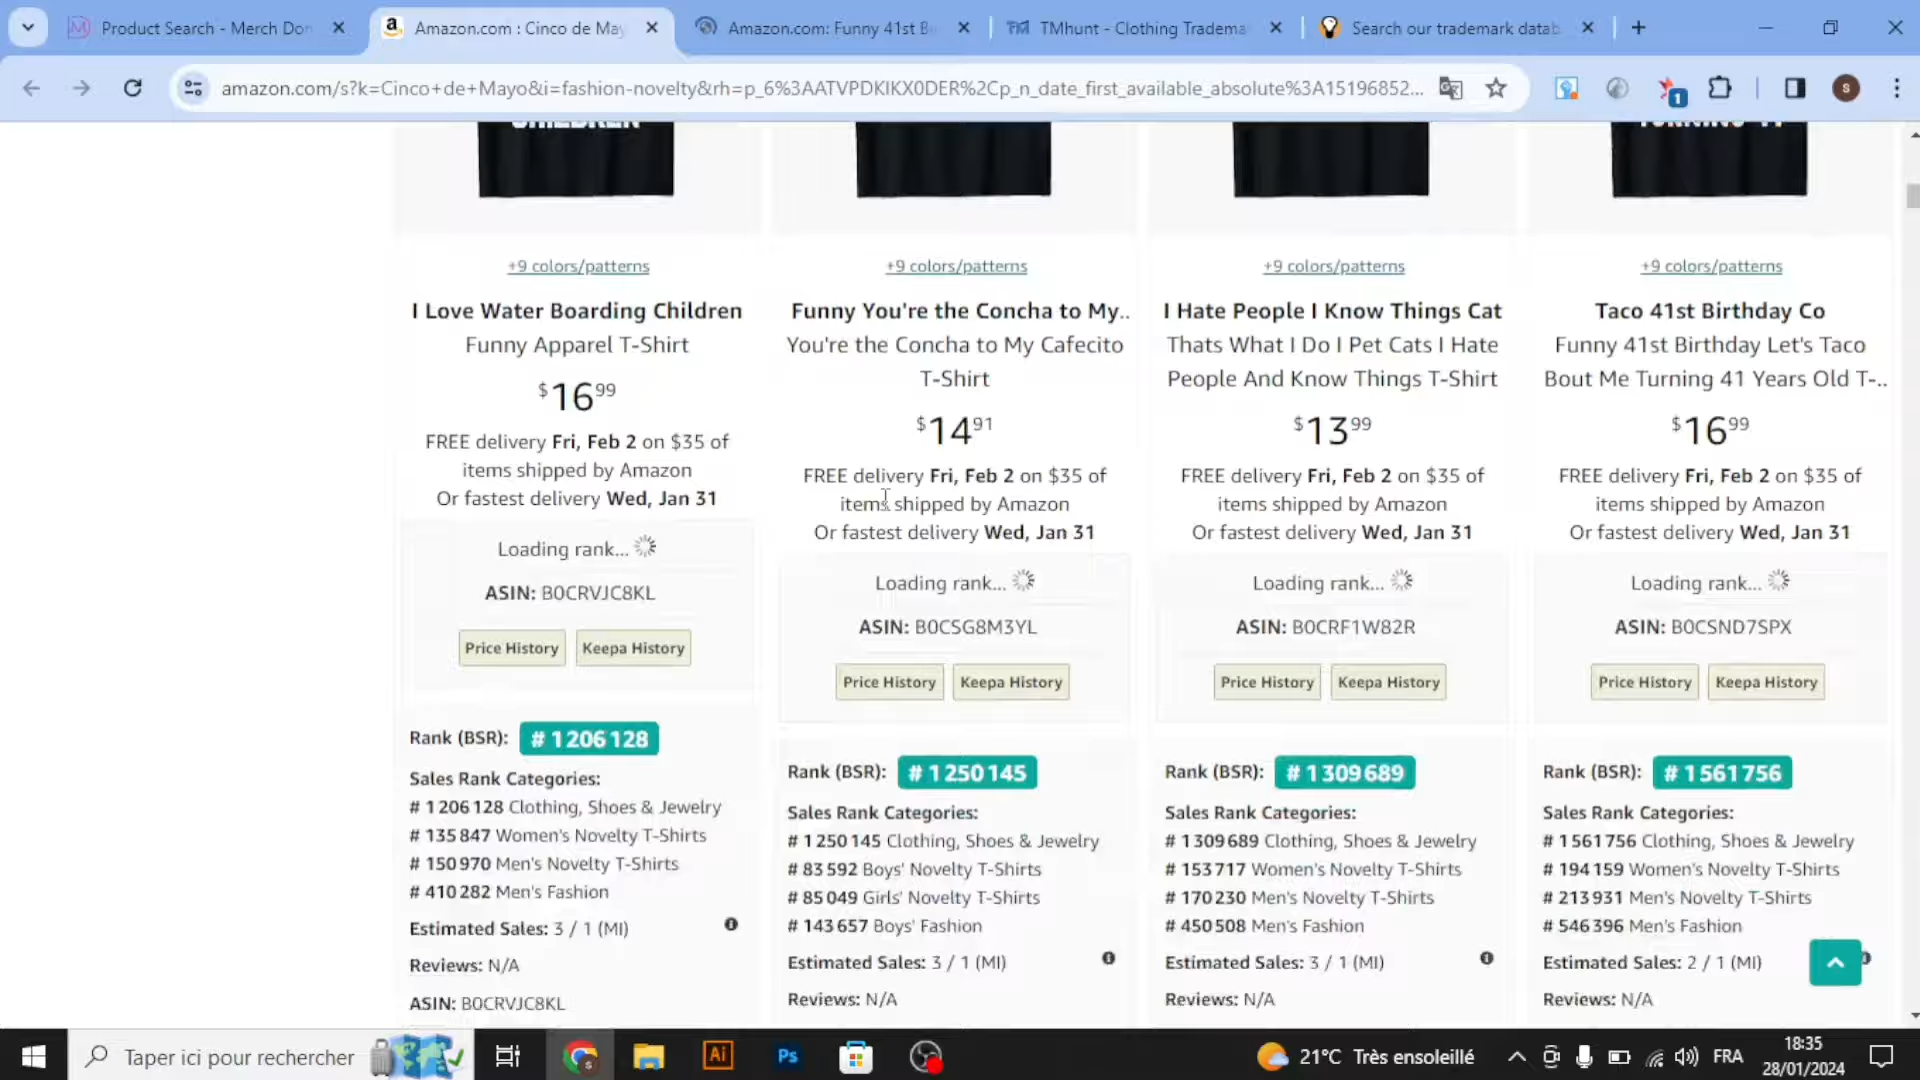 Product Search - Merch Dor
Amazon.com : Cinco de May
Amazon.com: Funny 41st B
TMhunt - Clothing Tradema
Search our trademark datab
amazon.com/s?k=Cinco+de+Mayo&i=fashion-novelty&rh=p_6%3AATVPDKIKX0DER%2Cp_n_date_first_available_absolute%3A15196852...
1
s
CHILDREN
TURNING 41
+9 colors/patterns
I Love Water Boarding Children
Funny Apparel T-Shirt
$16 99
FREE delivery Fri, Feb 2 on $35 of
items shipped by Amazon
Or fastest delivery Wed, Jan 31
Loading rank...
ASIN: B0CRVJC8KL
Price History
Keepa History
Rank (BSR): # 1 206 128
Sales Rank Categories:
# 1 206 128 Clothing, Shoes & Jewelry
# 135 847 Women's Novelty T-Shirts
# 150 970 Men's Novelty T-Shirts
# 410 282 Men's Fashion
Estimated Sales: 3 / 1 (MI)
Reviews: N/A
ASIN: B0CRVJC8KL
+9 colors/patterns
Funny You're the Concha to My..
You're the Concha to My Cafecito
T-Shirt
$14 91
FREE delivery Fri, Feb 2 on $35 of
items shipped by Amazon
Or fastest delivery Wed, Jan 31
Loading rank...
ASIN: B0CSG8M3YL
Price History
Keepa History
Rank (BSR): # 1 250 145
Sales Rank Categories:
# 1 250 145 Clothing, Shoes & Jewelry
# 83 592 Boys' Novelty T-Shirts
# 85 049 Girls' Novelty T-Shirts
# 143 657 Boys' Fashion
Estimated Sales: 3 / 1 (MI)
Reviews: N/A
+9 colors/patterns
I Hate People I Know Things Cat
Thats What I Do I Pet Cats I Hate
People And Know Things T-Shirt
$13 99
FREE delivery Fri, Feb 2 on $35 of
items shipped by Amazon
Or fastest delivery Wed, Jan 31
Loading rank...
ASIN: B0CRF1W82R
Price History
Keepa History
Rank (BSR): # 1 309 689
Sales Rank Categories:
# 1 309 689 Clothing, Shoes & Jewelry
# 153 717 Women's Novelty T-Shirts
# 170 230 Men's Novelty T-Shirts
# 450 508 Men's Fashion
Estimated Sales: 3 / 1 (MI)
Reviews: N/A
+9 colors/patterns
Taco 41st Birthday Co
Funny 41st Birthday Let's Taco
Bout Me Turning 41 Years Old T-..
$16 99
FREE delivery Fri, Feb 2 on $35 of
items shipped by Amazon
Or fastest delivery Wed, Jan 31
Loading rank...
ASIN: B0CSND7SPX
Price History
Keepa History
Rank (BSR): # 1 561 756
Sales Rank Categories:
# 1 561 756 Clothing, Shoes & Jewelry
# 194 159 Women's Novelty T-Shirts
# 213 931 Men's Novelty T-Shirts
# 546 396 Men's Fashion
Estimated Sales: 2 / 1 (MI)
Reviews: N/A
Taper ici pour rechercher
Ai
Ps
21°C Très ensoleillé
FRA
18:35
28/01/2024